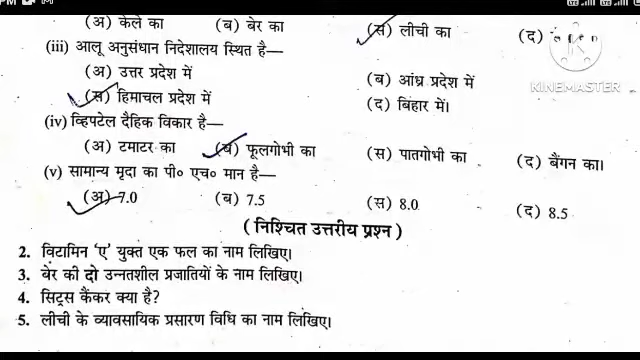 (अ) केले का (ब) बेर का (स) लीची का (द)
(iii) आलू अनुसंधान निदेशालय स्थित है—
(अ) उत्तर प्रदेश में (ब) आंध्र प्रदेश में
(स) हिमाचल प्रदेश में (द) बिहार में।
(iv) व्हिपटेल दैहिक विकार है—
(अ) टमाटर का (ब) फूलगोभी का (स) पातगोभी का (द) बैंगन का।
(v) सामान्य मृदा का पी० एच० मान है—
(अ) 7.0 (ब) 7.5 (स) 8.0 (द) 8.5
( निश्चित उत्तरीय प्रश्न )
2. विटामिन 'ए' युक्त एक फल का नाम लिखिए।
3. बेर की दो उन्नतशील प्रजातियों के नाम लिखिए।
4. सिट्रस कैंकर क्या है?
5. लीची के व्यावसायिक प्रसारण विधि का नाम लिखिए।
KINEMASTER